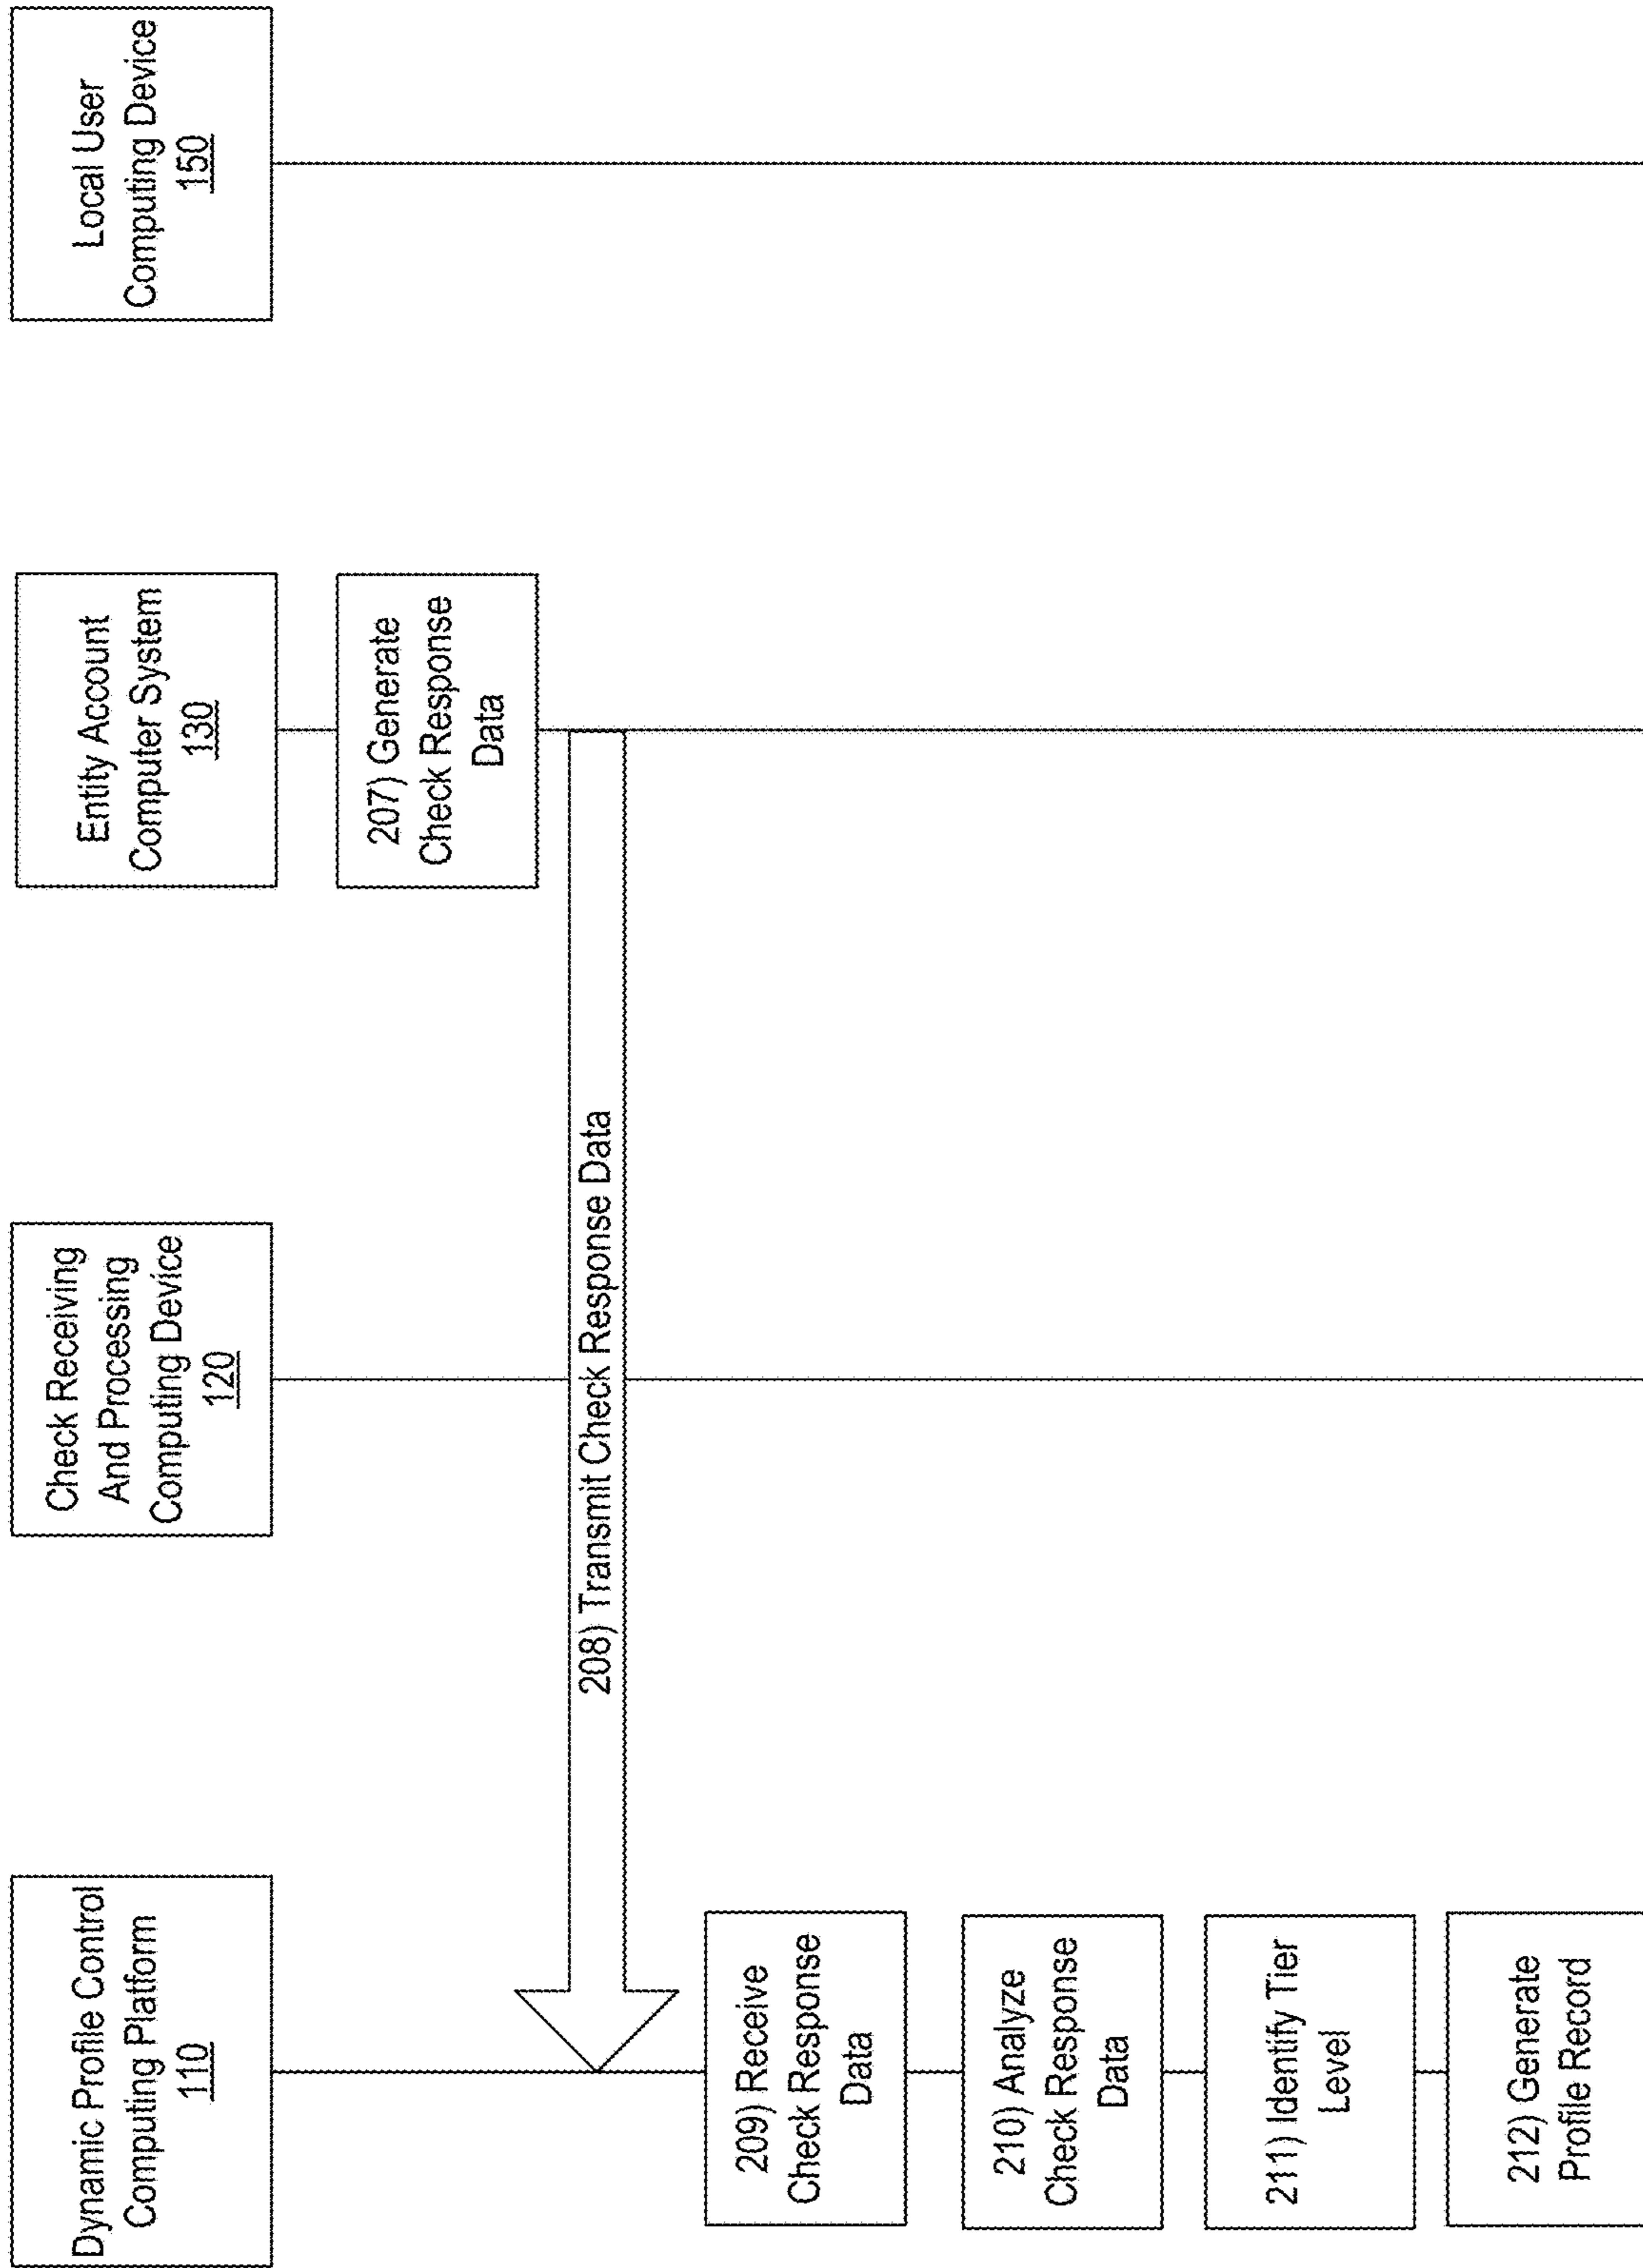 Dynamic Profile Control
Computing Platform
110
Check Receiving
And Processing
Computing Device
120
Entity Account
Computer System
130
Local User
Computing Device
150
207) Generate
Check Response
Data
208) Transmit Check Response Data
209) Receive
Check Response
Data
210) Analyze
Check Response
Data
211) Identify Tier
Level
212) Generate
Profile Record